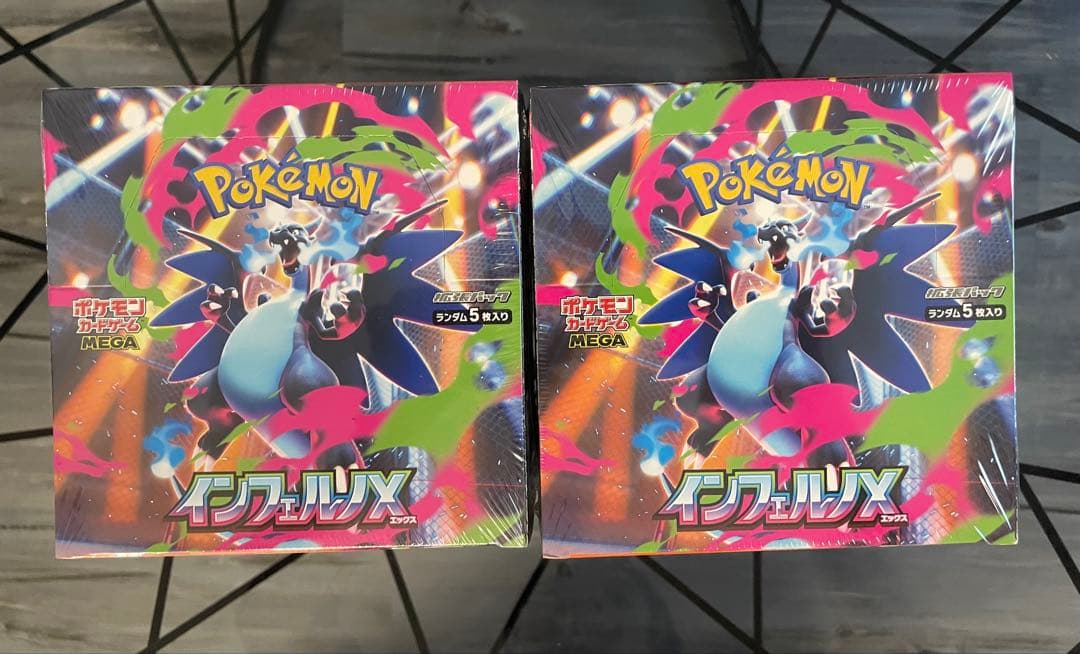 POKÉMON
ポケモン
カードゲーム
MEGA
拡張パック
ランダム5枚入り
インフェルノX
エックス
POKÉMON
ポケモン
カードゲーム
MEGA
拡張パック
ランダム5枚入り
インフェルノX
エックス